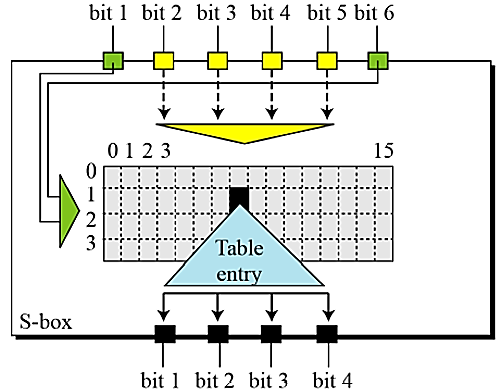 bit 1 bit 2 bit 3 bit 4 bit 5 bit 6
0 1 2 3 15
0
1
2
3
Table
entry
S-box
bit 1 bit 2 bit 3 bit 4